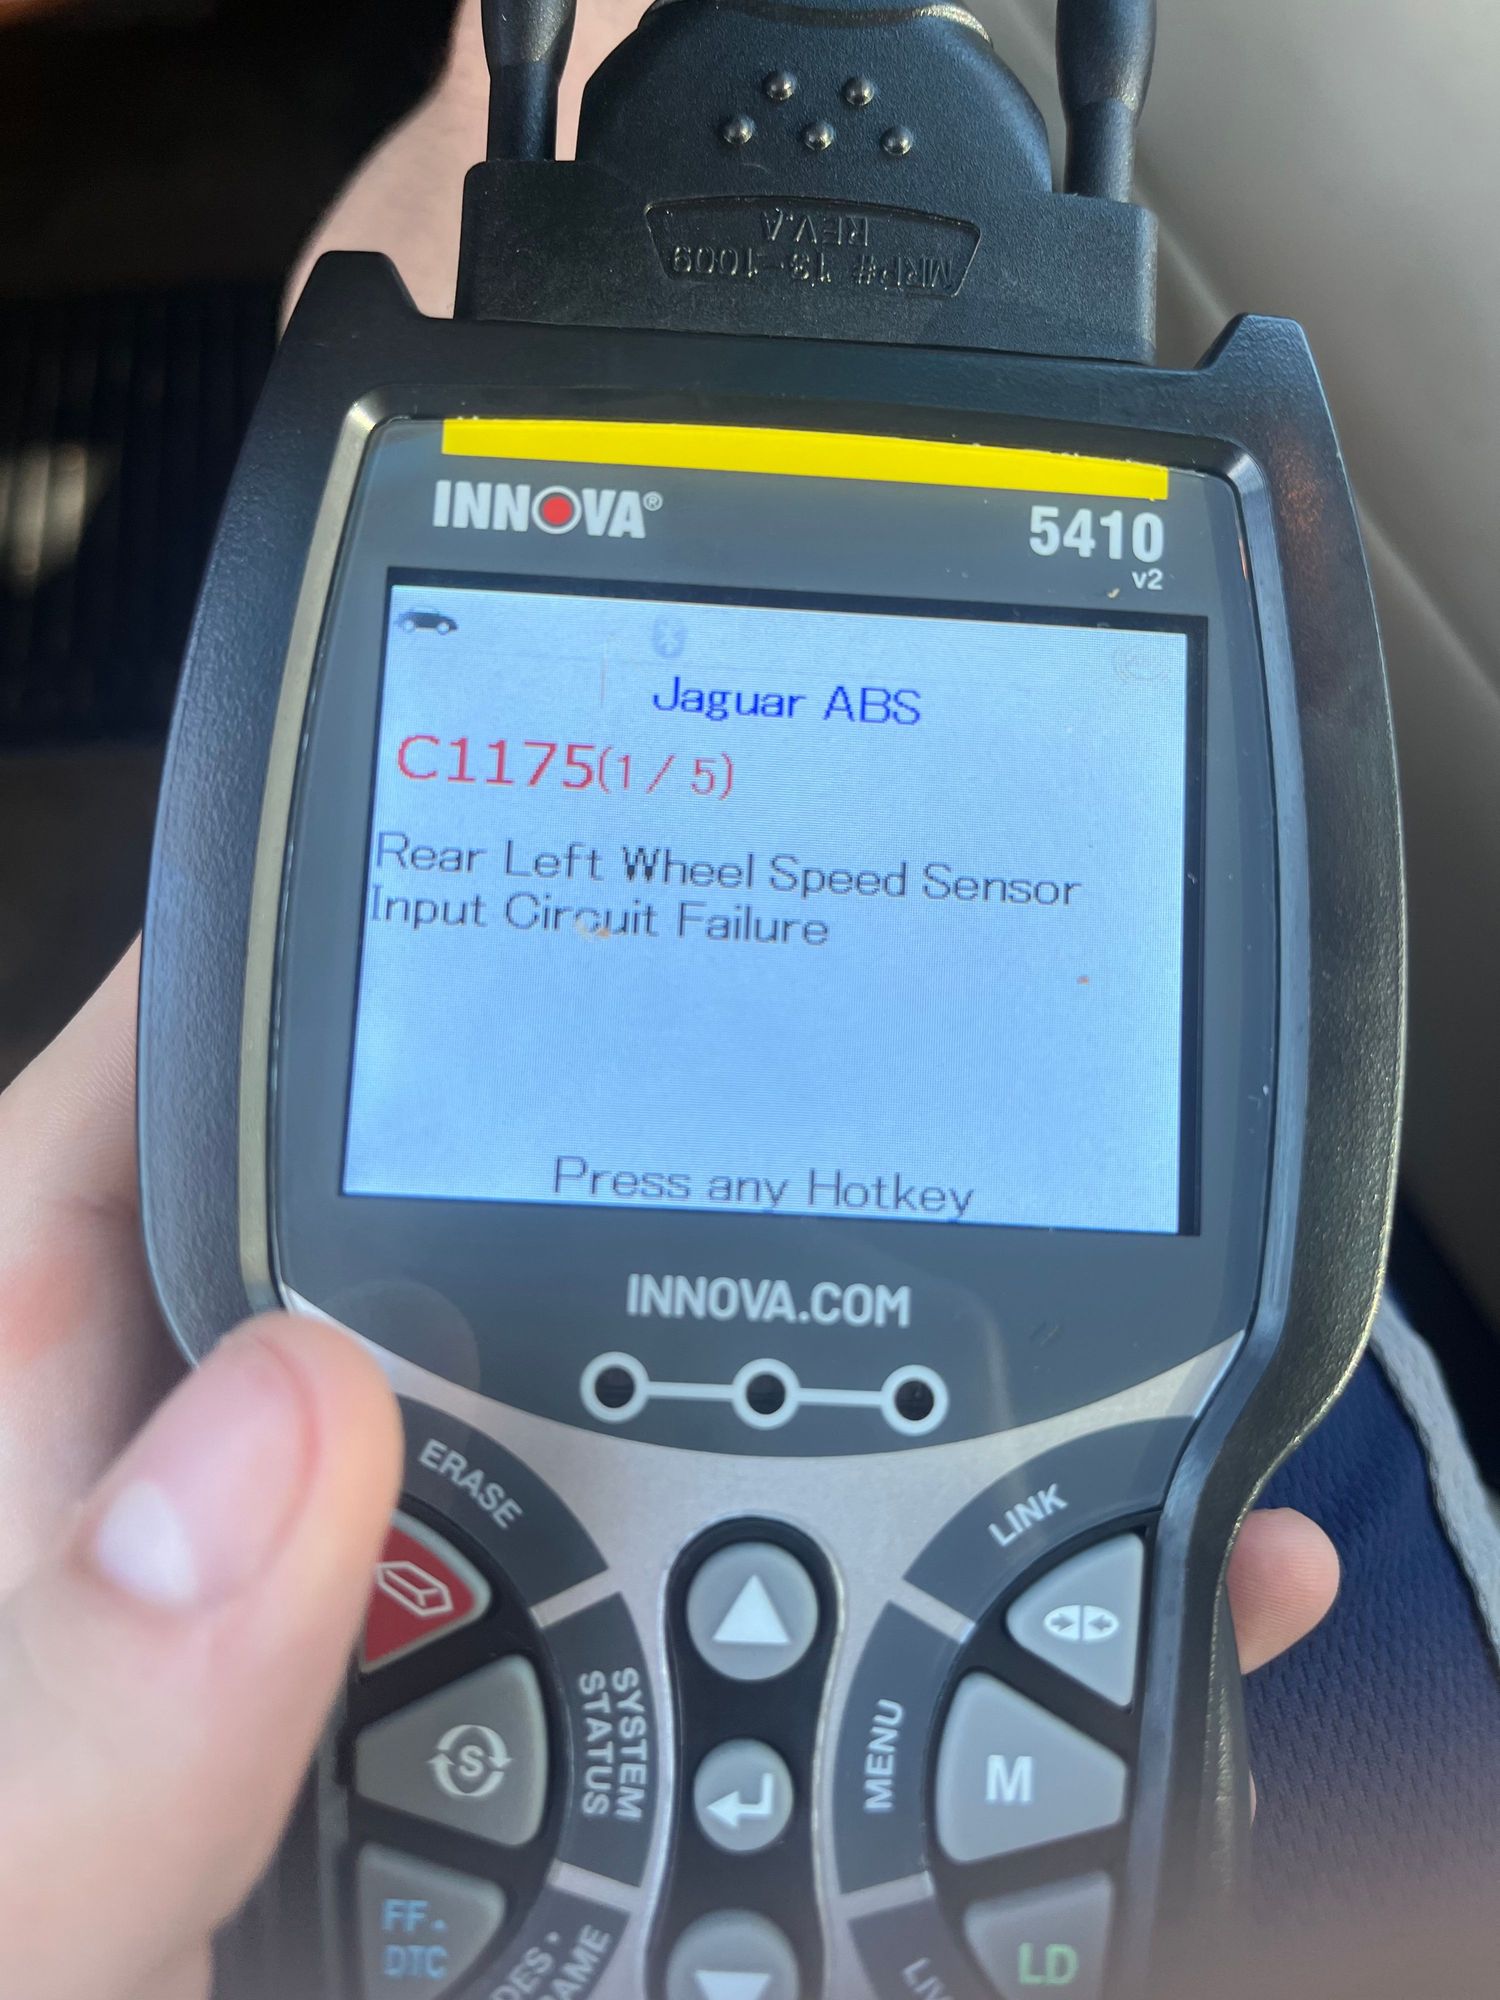 MRP# 13-1009
REV.A
INNOVA®
5410
v2
Jaguar ABS
C1175(1 / 5)
Rear Left Wheel Speed Sensor
Input Circuit Failure
Press any Hotkey
INNOVA.COM
ERASE
LINK
SYSTEM
STATUS
S
MENU
M
FF.
DTC
LD